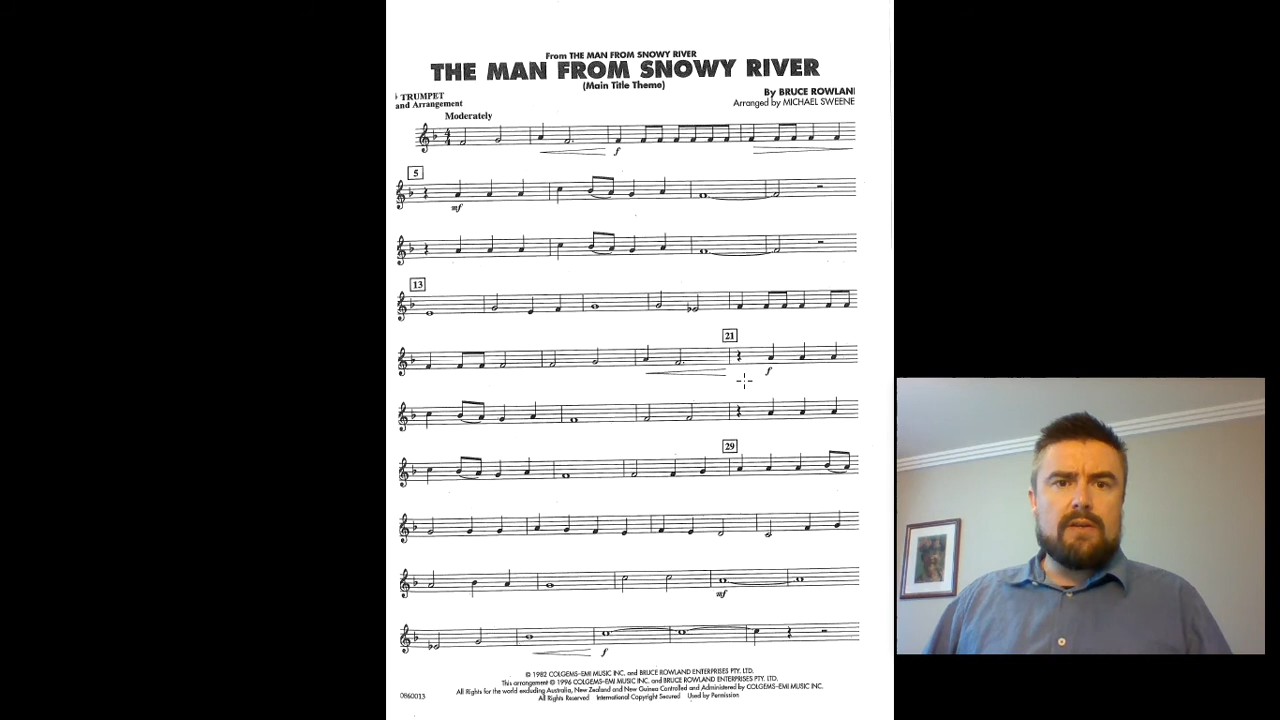 From THE MAN FROM SNOWY RIVER
THE MAN FROM SNOWY RIVER
(Main Title Theme)
♭ TRUMPET
and Arrangement
By BRUCE ROWLAN
Arranged by MICHAEL SWEENE
Moderately
f
5
mf
13
21
f
29
mf
f
© 1982 COLGEMS-EMI MUSIC INC. and BRUCE ROWLAND ENTERPRISES PTY. LTD.
This arrangement © 1996 COLGEMS-EMI MUSIC INC. and BRUCE ROWLAND ENTERPRISES PTY. LTD.
All Rights for the world excluding Australia, New Zealand and New Guinea Controlled and Administered by COLGEMS-EMI MUSIC INC.
All Rights Reserved International Copyright Secured Used by Permission
0860013